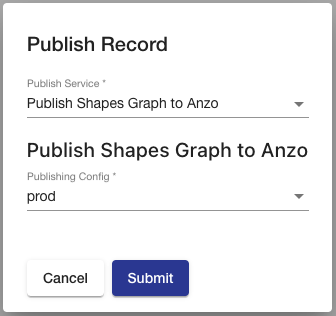 Publish Record
Publish Service *
Publish Shapes Graph to Anzo
Publish Shapes Graph to Anzo
Publishing Config *
prod
Cancel Submit